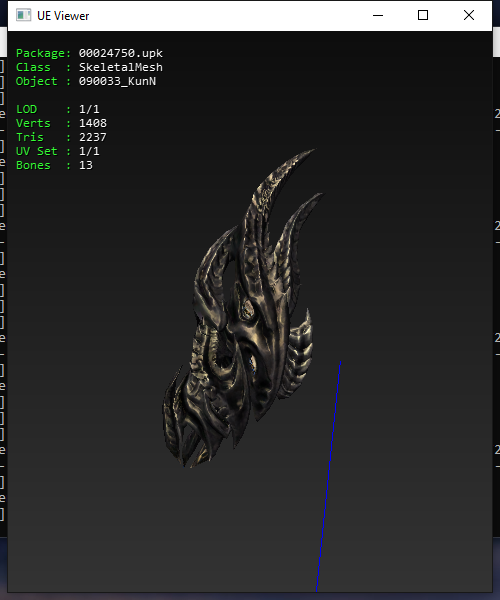 UE Viewer
Package: 00024750.upk
Class  : SkeletalMesh
Object : 090033_KunN
LOD    : 1/1
Verts  : 1408
Tris   : 2237
UV Set : 1/1
Bones  : 13